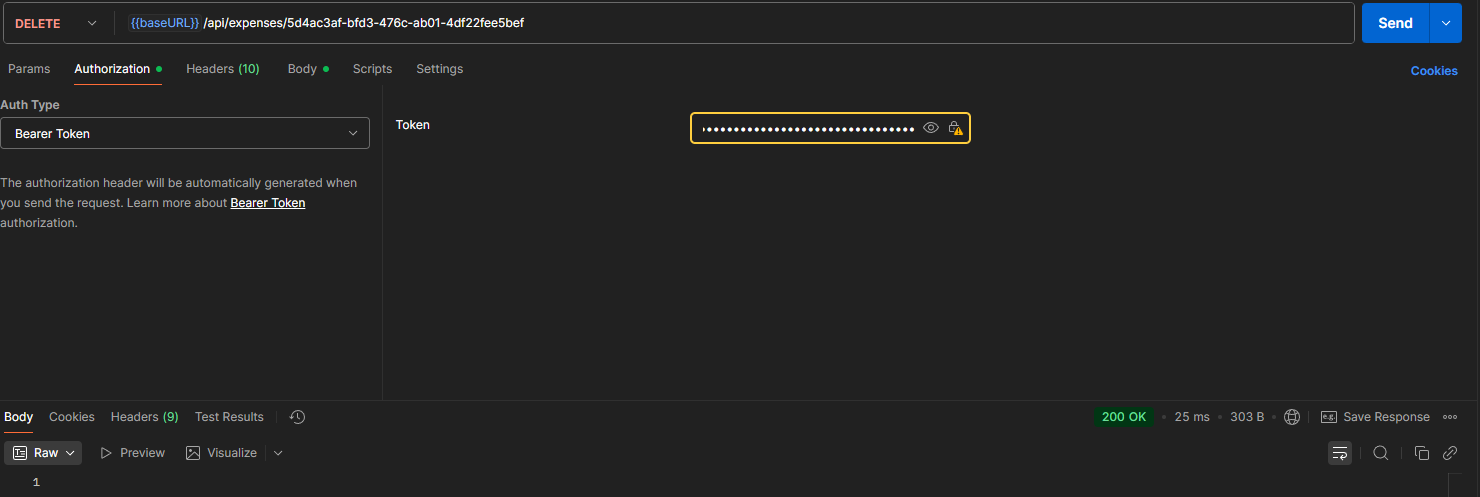 DELETE {{baseURL}} /api/expenses/5d4ac3af-bfd3-476c-ab01-4df22fee5bef Send
Params Authorization Headers (10) Body Scripts Settings Cookies
Auth Type
Bearer Token
Token
The authorization header will be automatically generated when
you send the request. Learn more about Bearer Token
authorization.
Body Cookies Headers (9) Test Results 200 OK • 25 ms • 303 B • e.g. Save Response
Raw Preview Visualize
1